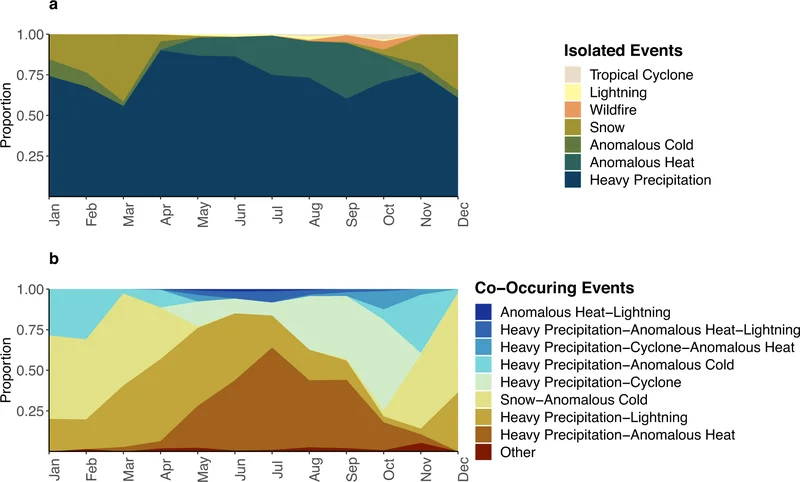 a
1.00
0.75
0.50
0.25
Proportion
Jan
Feb
Mar
Apr
May
Jun
Jul
Aug
Sep
Oct
Nov
Dec
Isolated Events
Tropical Cyclone
Lightning
Wildfire
Snow
Anomalous Cold
Anomalous Heat
Heavy Precipitation
b
1.00
0.75
0.50
0.25
Proportion
Jan
Feb
Mar
Apr
May
Jun
Jul
Aug
Sep
Oct
Nov
Dec
Co-Occuring Events
Anomalous Heat-Lightning
Heavy Precipitation-Anomalous Heat-Lightning
Heavy Precipitation-Cyclone-Anomalous Heat
Heavy Precipitation-Anomalous Cold
Heavy Precipitation-Cyclone
Snow-Anomalous Cold
Heavy Precipitation-Lightning
Heavy Precipitation-Anomalous Heat
Other